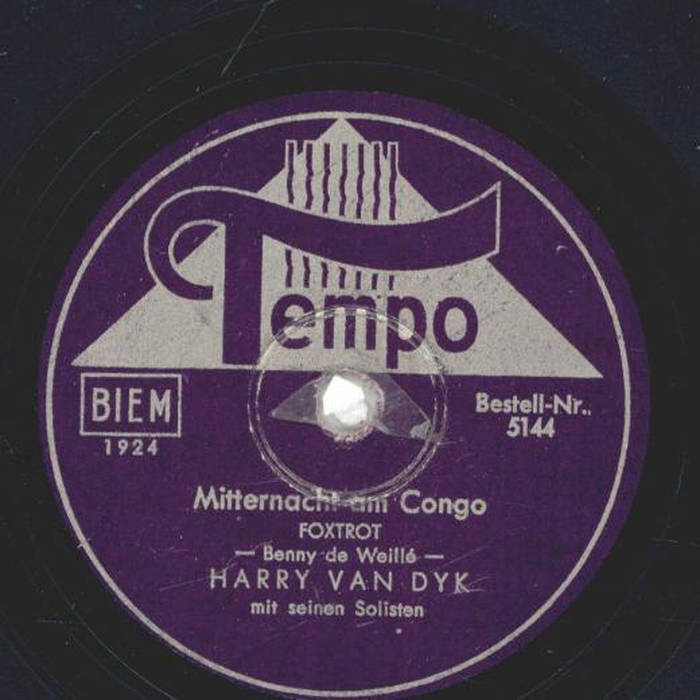 Tempo
BIEM
1924
Bestell-Nr..
5144
Mitternacht am Congo
FOXTROT
— Benny de Weillé —
HARRY VAN DYK
mit seinen Solisten